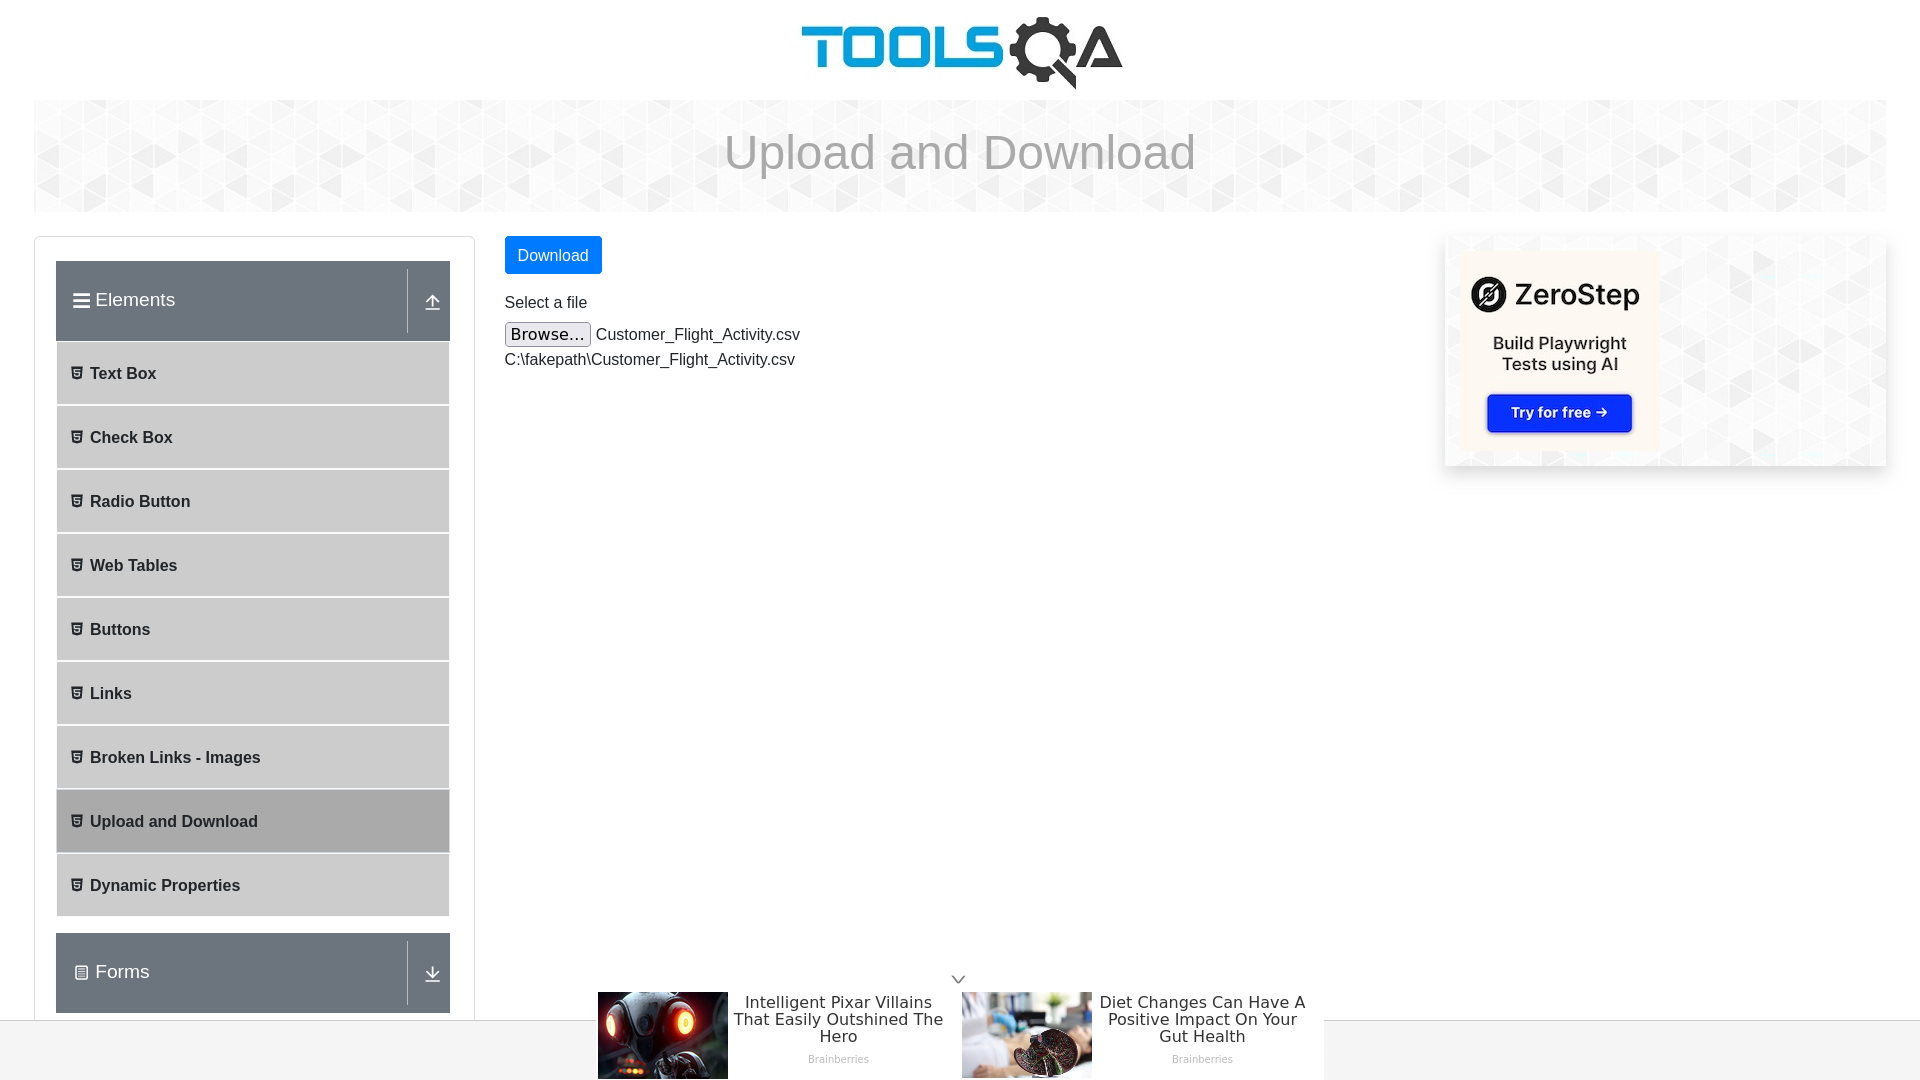 TOOLSQA
Upload and Download
Elements
Text Box
Check Box
Radio Button
Web Tables
Buttons
Links
Broken Links - Images
Upload and Download
Dynamic Properties
Forms
Download
Select a file
Browse... Customer_Flight_Activity.csv
C:\fakepath\Customer_Flight_Activity.csv
ZeroStep
Build Playwright
Tests using AI
Try for free →
Intelligent Pixar Villains
That Easily Outshined The
Hero
Brainberries
Diet Changes Can Have A
Positive Impact On Your
Gut Health
Brainberries